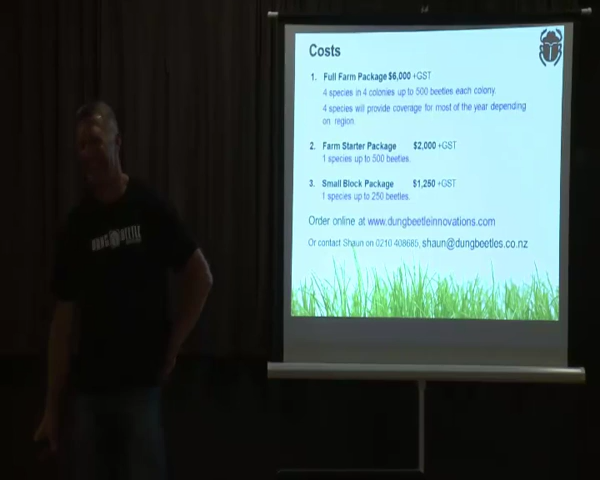 Costs
1. Full Farm Package $6,000 +GST
4 species in 4 colonies up to 500 beetles each colony.
4 species will provide coverage for most of the year depending
on region.
2. Farm Starter Package $2,000 +GST
1 species up to 500 beetles.
3. Small Block Package $1,250 +GST
1 species up to 250 beetles.
Order online at www.dungbeetleinnovations.com
Or contact Shaun on 0210 408685, shaun@dungbeetles.co.nz
DUNG BEETLE